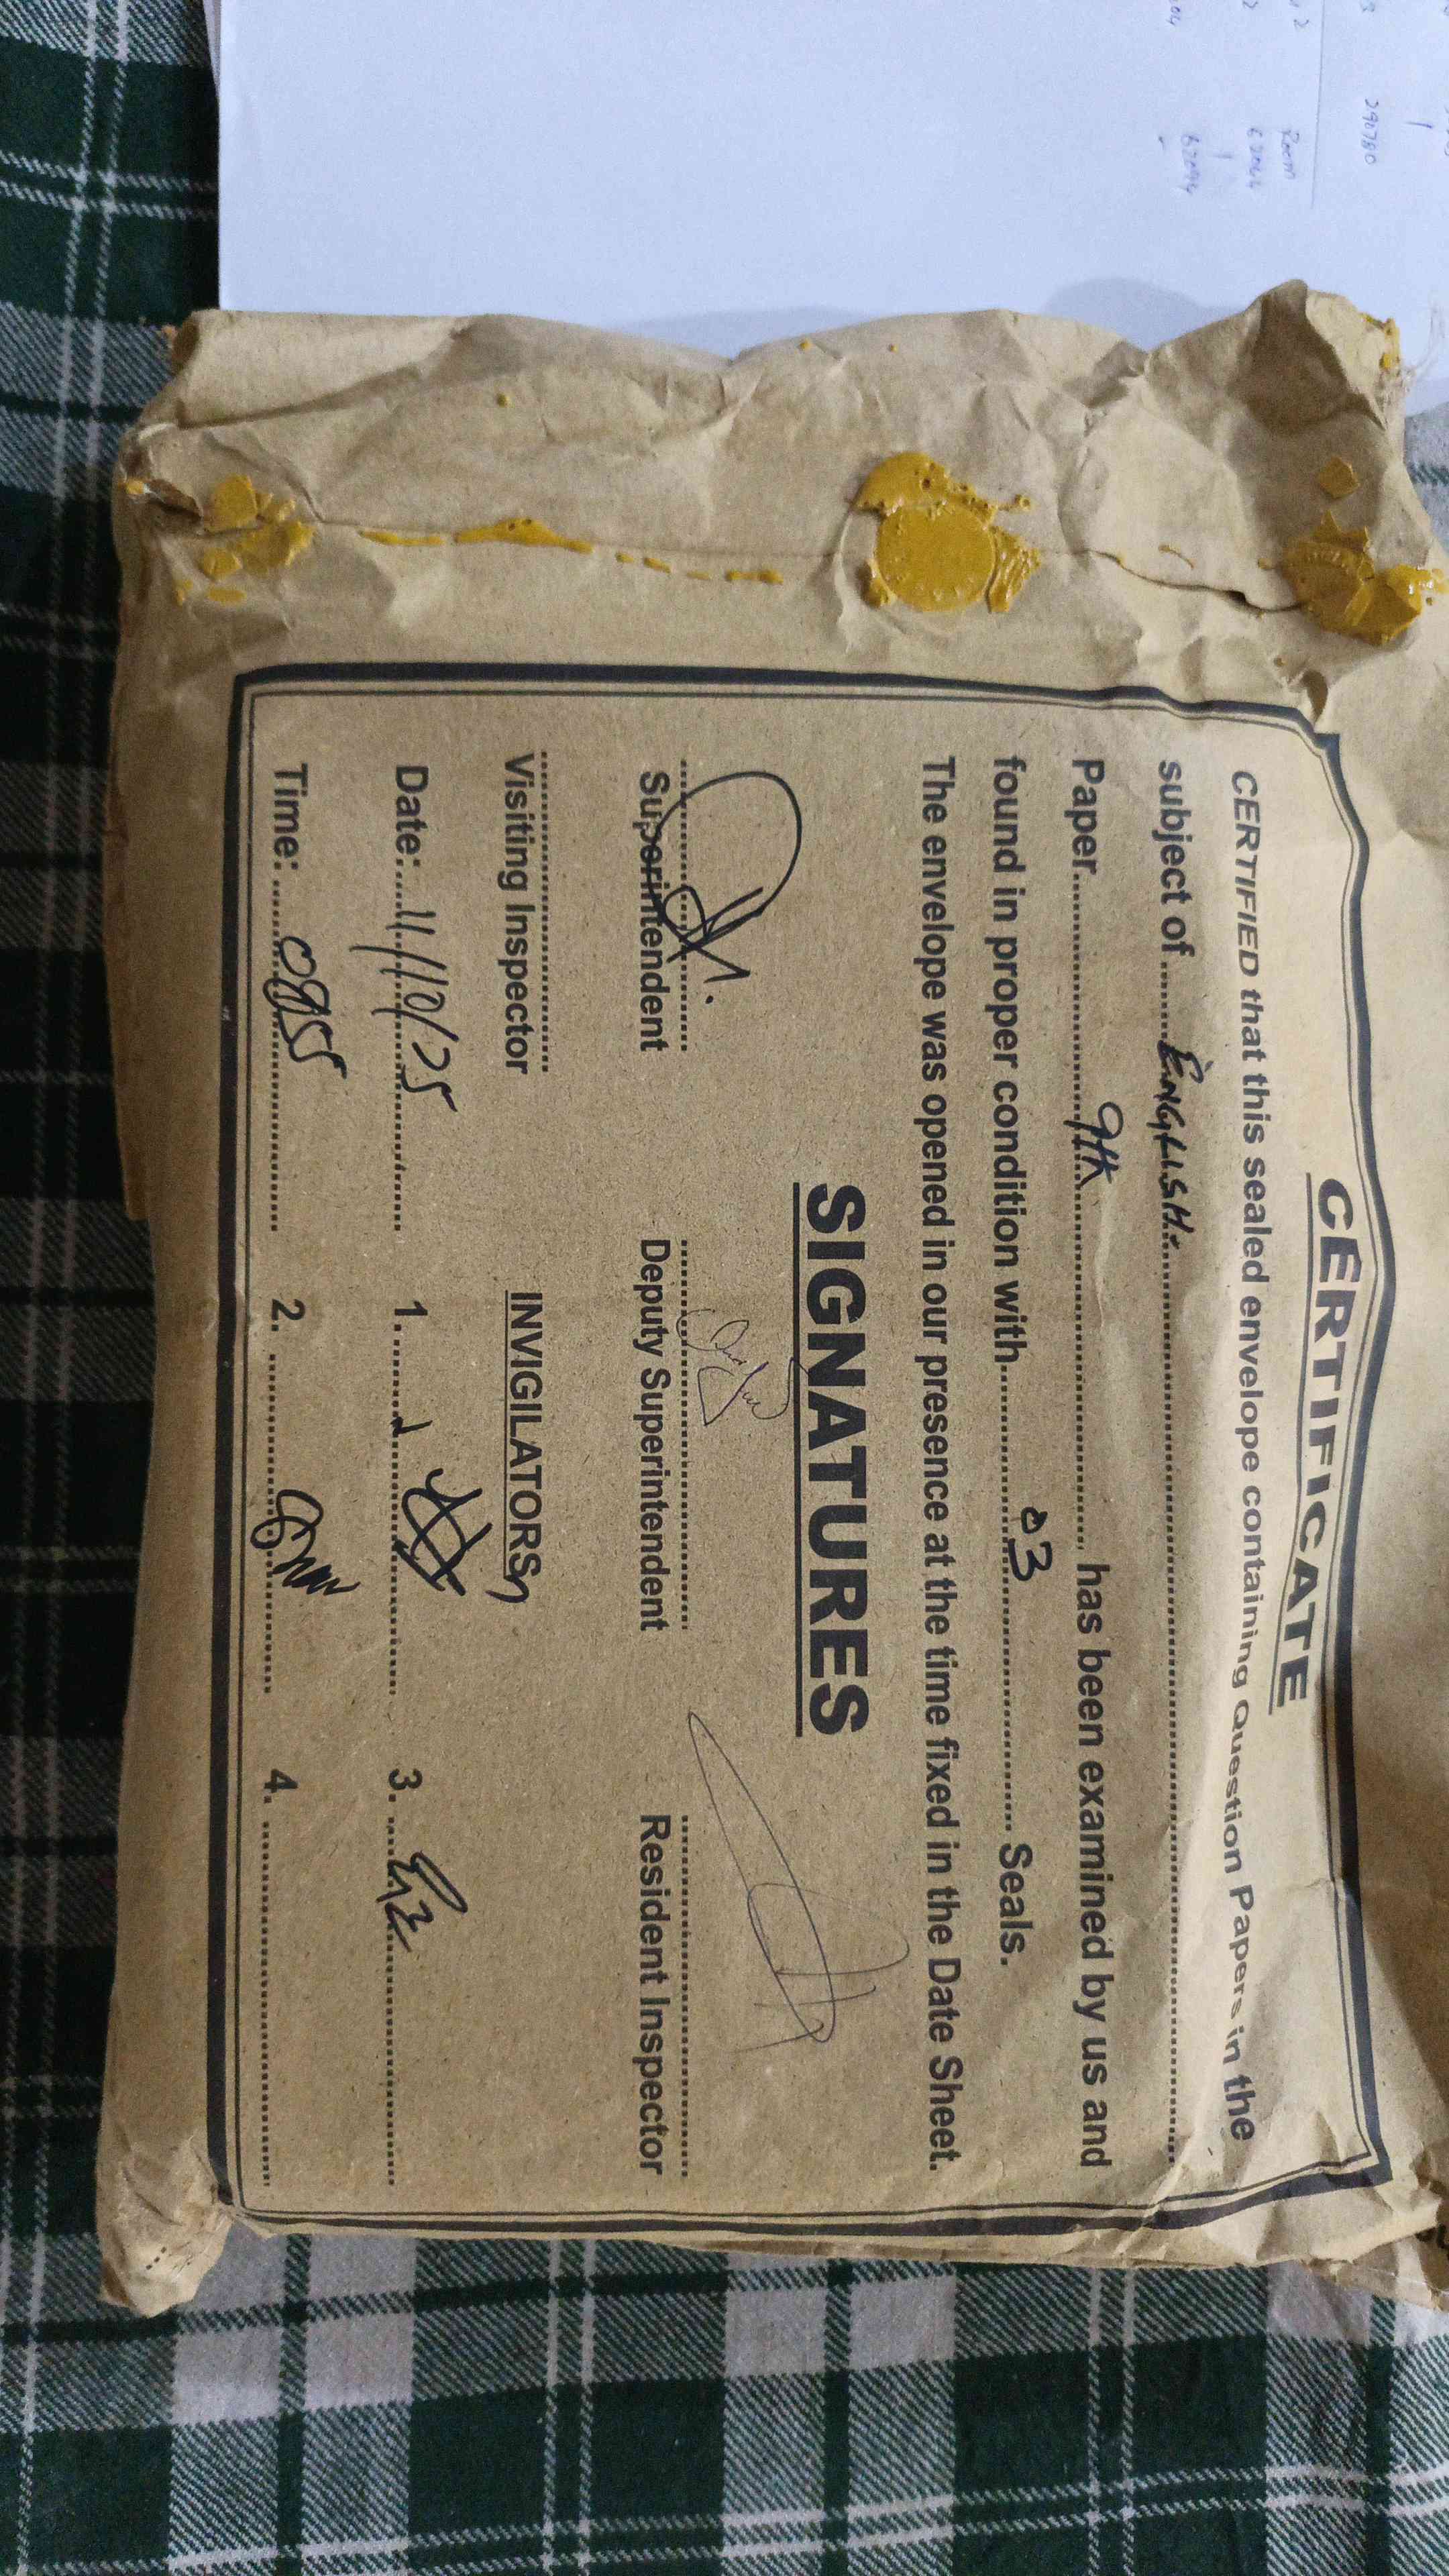 CERTIFICATE
CERTIFIED that this sealed envelope containing Question Papers in the
subject of ........ENGLISH.............................
Paper...............9th............... has been examined by us and
found in proper condition with...............03............... Seals.
The envelope was opened in our presence at the time fixed in the Date Sheet.
SIGNATURES
Superintendent Deputy Superintendent Resident Inspector
Visiting Inspector INVIGILATORS
Date:....11/10/25............ 1............. 3.............
Time:.....0855............ 2. ............. 4. .............
290780
Room